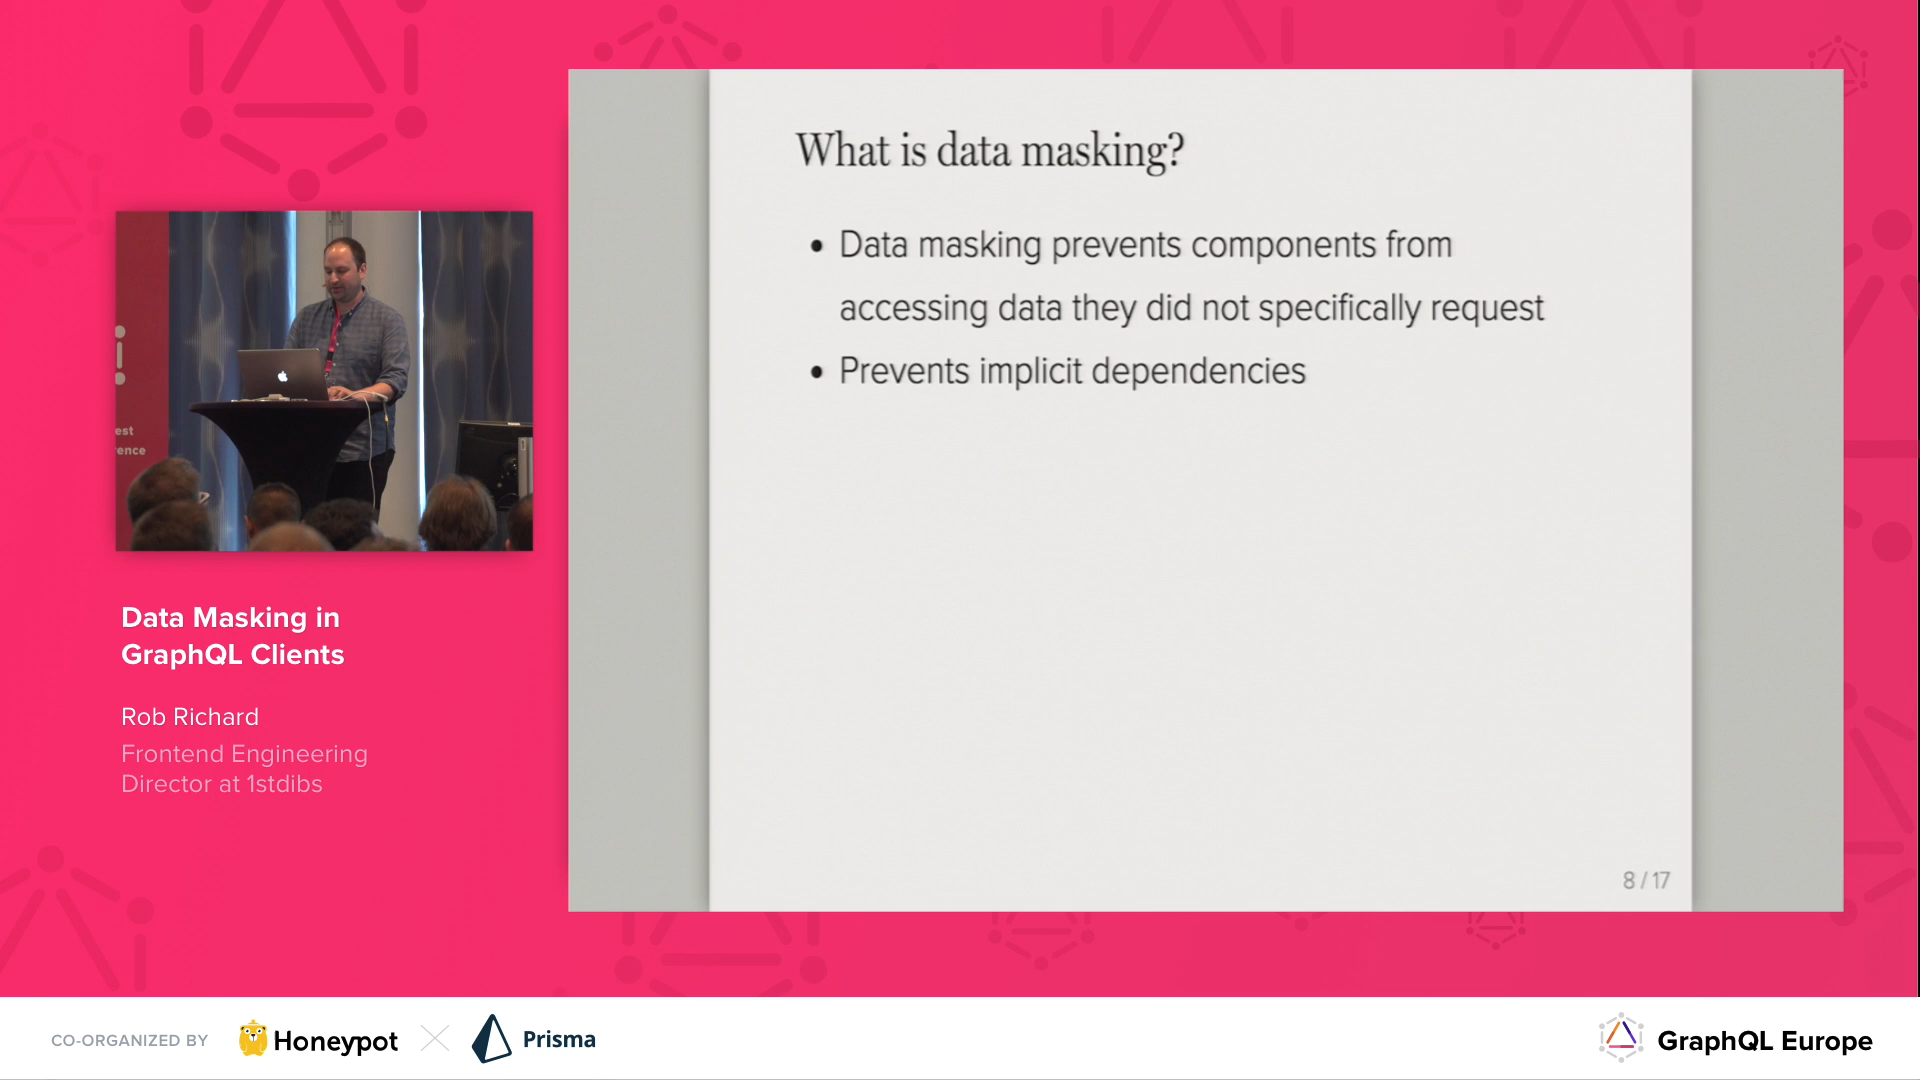 What is data masking?
• Data masking prevents components from
accessing data they did not specifically request
• Prevents implicit dependencies
8 / 17
est
rence
Data Masking in
GraphQL Clients
Rob Richard
Frontend Engineering
Director at 1stdibs
CO-ORGANIZED BY
Honeypot
Prisma
GraphQL Europe